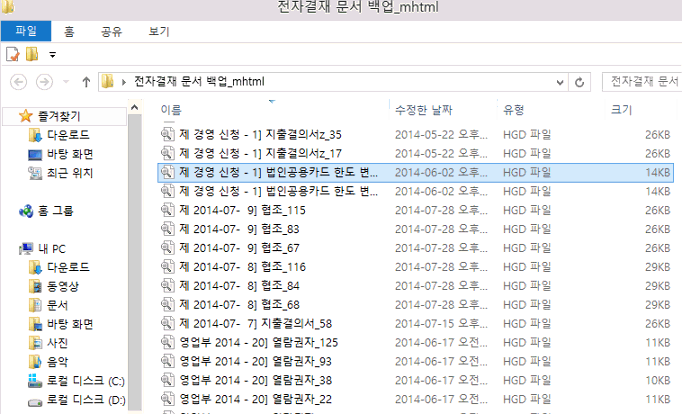 전자결재 문서 백업_mhtml
파일 홈 공유 보기
전자결재 문서 백업_mhtml 전자결재 문서
이름 수정한 날짜 유형 크기
즐겨찾기
다운로드
바탕 화면
최근 위치
홈 그룹
내 PC
다운로드
동영상
문서
바탕 화면
사진
음악
로컬 디스크 (C:)
로컬 디스크 (D:)
제 경영 신청 - 1] 지출결의서z_35 2014-05-22 오후... HGD 파일 26KB
제 경영 신청 - 1] 지출결의서z_17 2014-05-22 오후... HGD 파일 26KB
제 경영 신청 - 1] 법인공용카드 한도 변... 2014-06-02 오후... HGD 파일 14KB
제 경영 신청 - 1] 법인공용카드 한도 변... 2014-06-02 오후... HGD 파일 14KB
제 2014-07- 9] 협조_115 2014-07-28 오후... HGD 파일 26KB
제 2014-07- 9] 협조_83 2014-07-28 오후... HGD 파일 26KB
제 2014-07- 9] 협조_67 2014-07-28 오후... HGD 파일 26KB
제 2014-07- 8] 협조_116 2014-07-28 오후... HGD 파일 29KB
제 2014-07- 8] 협조_84 2014-07-28 오후... HGD 파일 29KB
제 2014-07- 8] 협조_68 2014-07-28 오후... HGD 파일 29KB
제 2014-07- 7] 지출결의서_58 2014-07-15 오후... HGD 파일 26KB
영업부 2014 - 20] 열람권자_125 2014-06-17 오전... HGD 파일 11KB
영업부 2014 - 20] 열람권자_93 2014-06-17 오전... HGD 파일 11KB
영업부 2014 - 20] 열람권자_38 2014-06-17 오전... HGD 파일 10KB
영업부 2014 - 20] 열람권자_22 2014-06-17 오전... HGD 파일 11KB